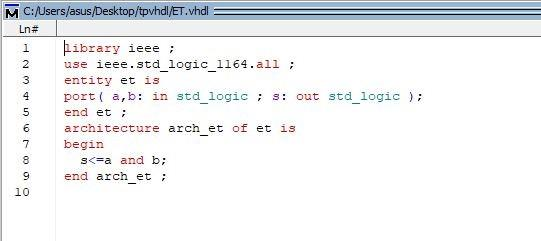 C:/Users/asus/Desktop/tpvhdl/ET.vhdl
Ln#
1 library ieee ;
2 use ieee.std_logic_1164.all ;
3 entity et is
4 port( a,b: in std_logic ; s: out std_logic );
5 end et ;
6 architecture arch_et of et is
7 begin
8 s<=a and b;
9 end arch_et ;
10